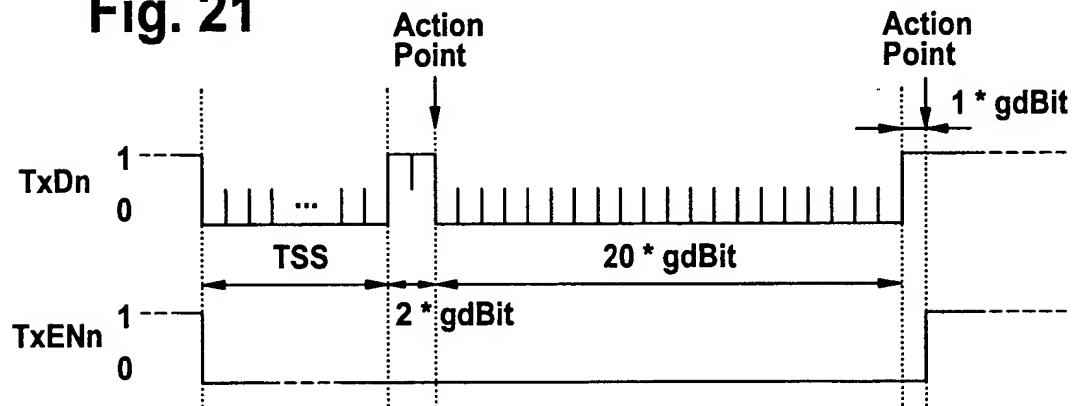 Fig. 21
Action
Point
Action
Point
1 * gdBit
TxDn
1
0
...
TSS
20 * gdBit
2 * gdBit
TxENn
1
0